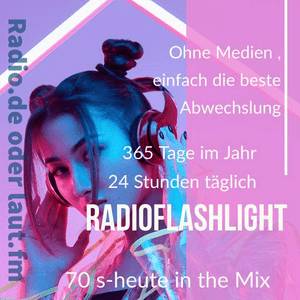 Radio.de oder laut.fm
Ohne Medien ,
einfach die beste
Abwechslung
365 Tage im Jahr
24 Stunden täglich
RADIOFLASHLIGHT
70 s-heute in the Mix